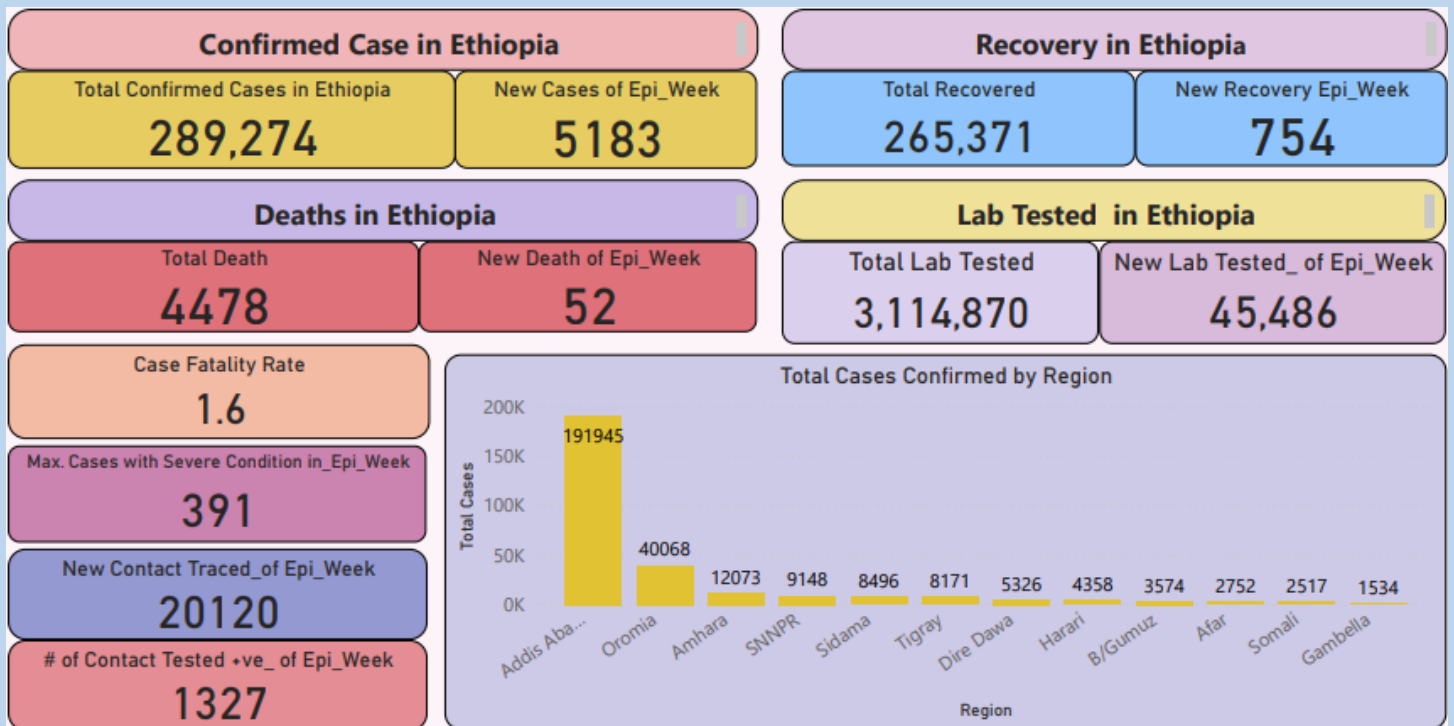 Confirmed Case in Ethiopia
Total Confirmed Cases in Ethiopia
289,274
New Cases of Epi_Week
5183
Recovery in Ethiopia
Total Recovered
265,371
New Recovery Epi_Week
754
Deaths in Ethiopia
Total Death
4478
New Death of Epi_Week
52
Lab Tested in Ethiopia
Total Lab Tested
3,114,870
New Lab Tested_ of Epi_Week
45,486
Case Fatality Rate
1.6
Max. Cases with Severe Condition in_Epi_Week
391
New Contact Traced_of Epi_Week
20120
# of Contact Tested +ve_ of Epi_Week
1327
Total Cases Confirmed by Region
Total Cases
200K
150K
100K
50K
0K
191945
40068
12073
9148
8496
8171
5326
4358
3574
2752
2517
1534
Addis Aba...
Oromia
Amhara
SNNPR
Sidama
Tigray
Dire Dawa
Harari
B/Gumuz
Afar
Somali
Gambella
Region